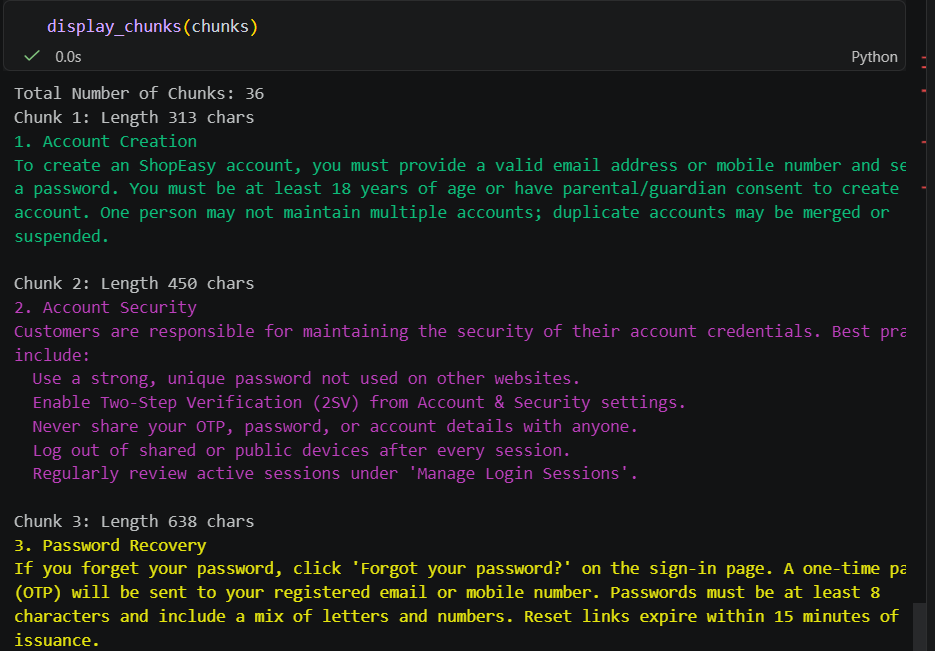 display_chunks(chunks)
0.0s
Python
Total Number of Chunks: 36
Chunk 1: Length 313 chars
1. Account Creation
To create an ShopEasy account, you must provide a valid email address or mobile number and se
a password. You must be at least 18 years of age or have parental/guardian consent to create
account. One person may not maintain multiple accounts; duplicate accounts may be merged or
suspended.
Chunk 2: Length 450 chars
2. Account Security
Customers are responsible for maintaining the security of their account credentials. Best pra
include:
Use a strong, unique password not used on other websites.
Enable Two-Step Verification (2SV) from Account & Security settings.
Never share your OTP, password, or account details with anyone.
Log out of shared or public devices after every session.
Regularly review active sessions under 'Manage Login Sessions'.
Chunk 3: Length 638 chars
3. Password Recovery
If you forget your password, click 'Forgot your password?' on the sign-in page. A one-time pa
(OTP) will be sent to your registered email or mobile number. Passwords must be at least 8
characters and include a mix of letters and numbers. Reset links expire within 15 minutes of
issuance.